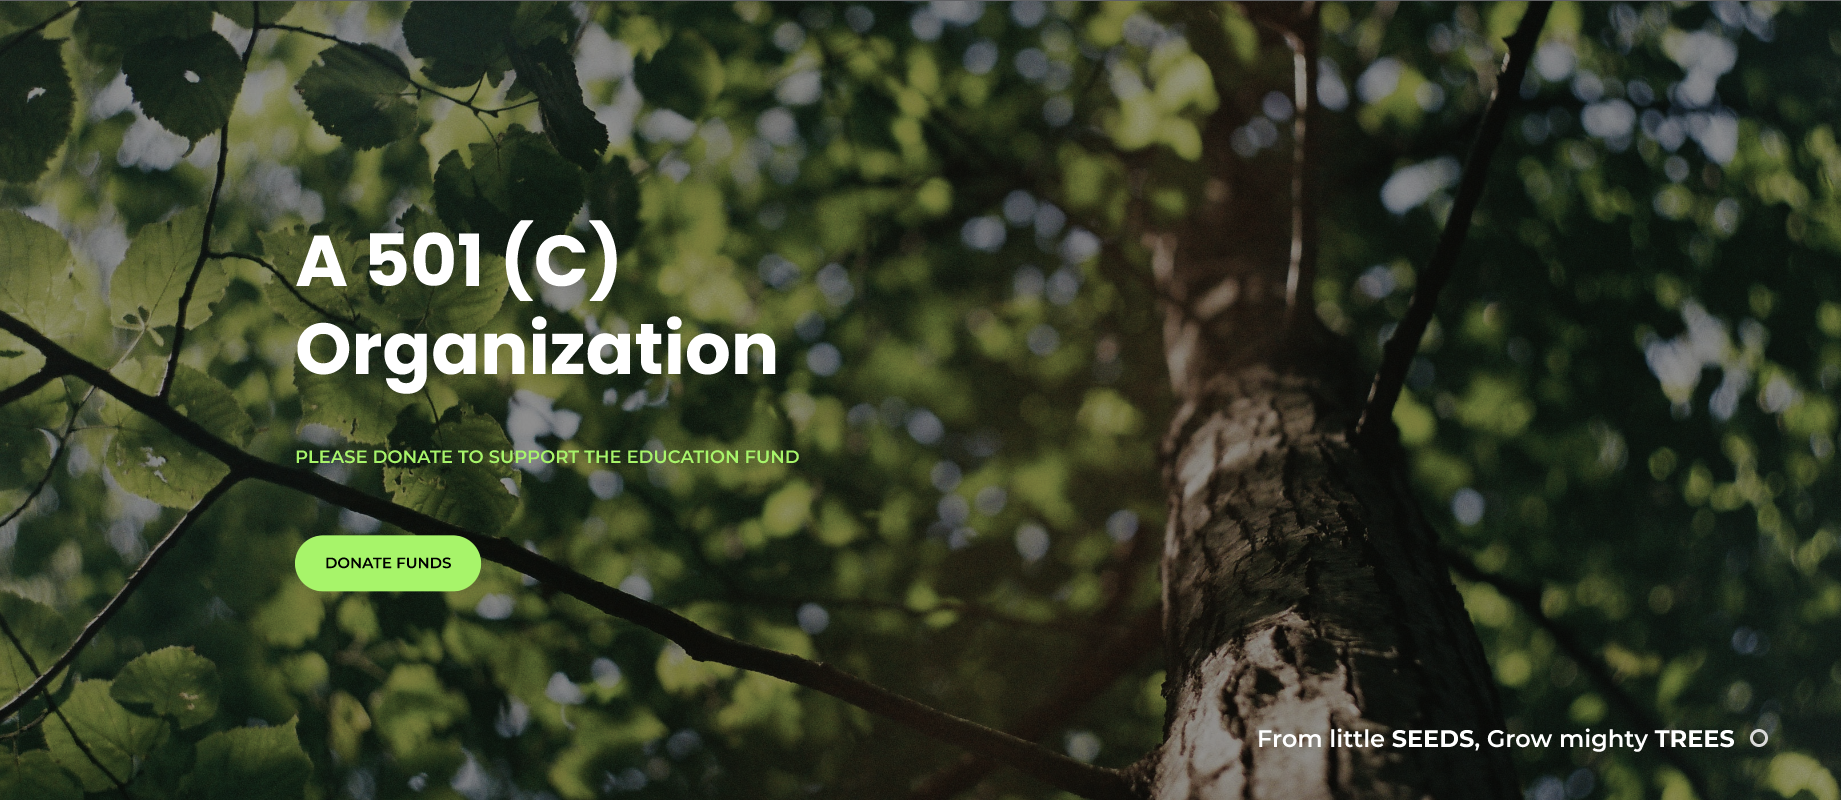 A 501 (C)
Organization
PLEASE DONATE TO SUPPORT THE EDUCATION FUND
DONATE FUNDS
From little SEEDS, Grow mighty TREES